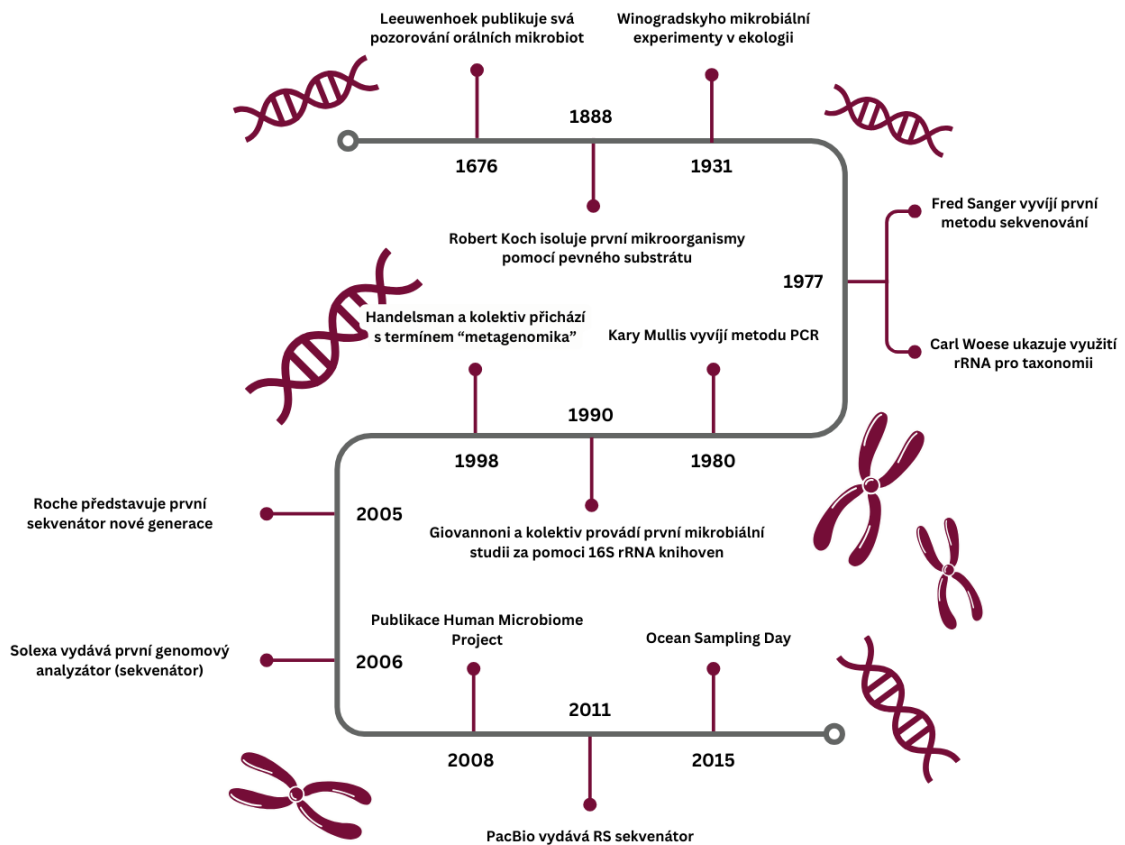 Leeuwenhoek publikuje svá
pozorování orálních mikrobiot
Winogradskyho mikrobiální
experimenty v ekologii
1888
1676
1931
Robert Koch isoluje první mikroorganismy
pomocí pevného substrátu
Fred Sanger vyvíjí první
metodu sekvenování
1977
Carl Woese ukazuje využití
rRNA pro taxonomii
Handelsman a kolektiv přichází
s termínem “metagenomika”
Kary Mullis vyvíjí metodu PCR
1990
1998
1980
Giovannoni a kolektiv provádí první mikrobiální
studii za pomoci 16S rRNA knihoven
Roche představuje první
sekvenátor nové generace
2005
Solexa vydává první genomový
analyzátor (sekvenátor)
2006
Publikace Human Microbiome
Project
Ocean Sampling Day
2011
2008
2015
PacBio vydává RS sekvenátor